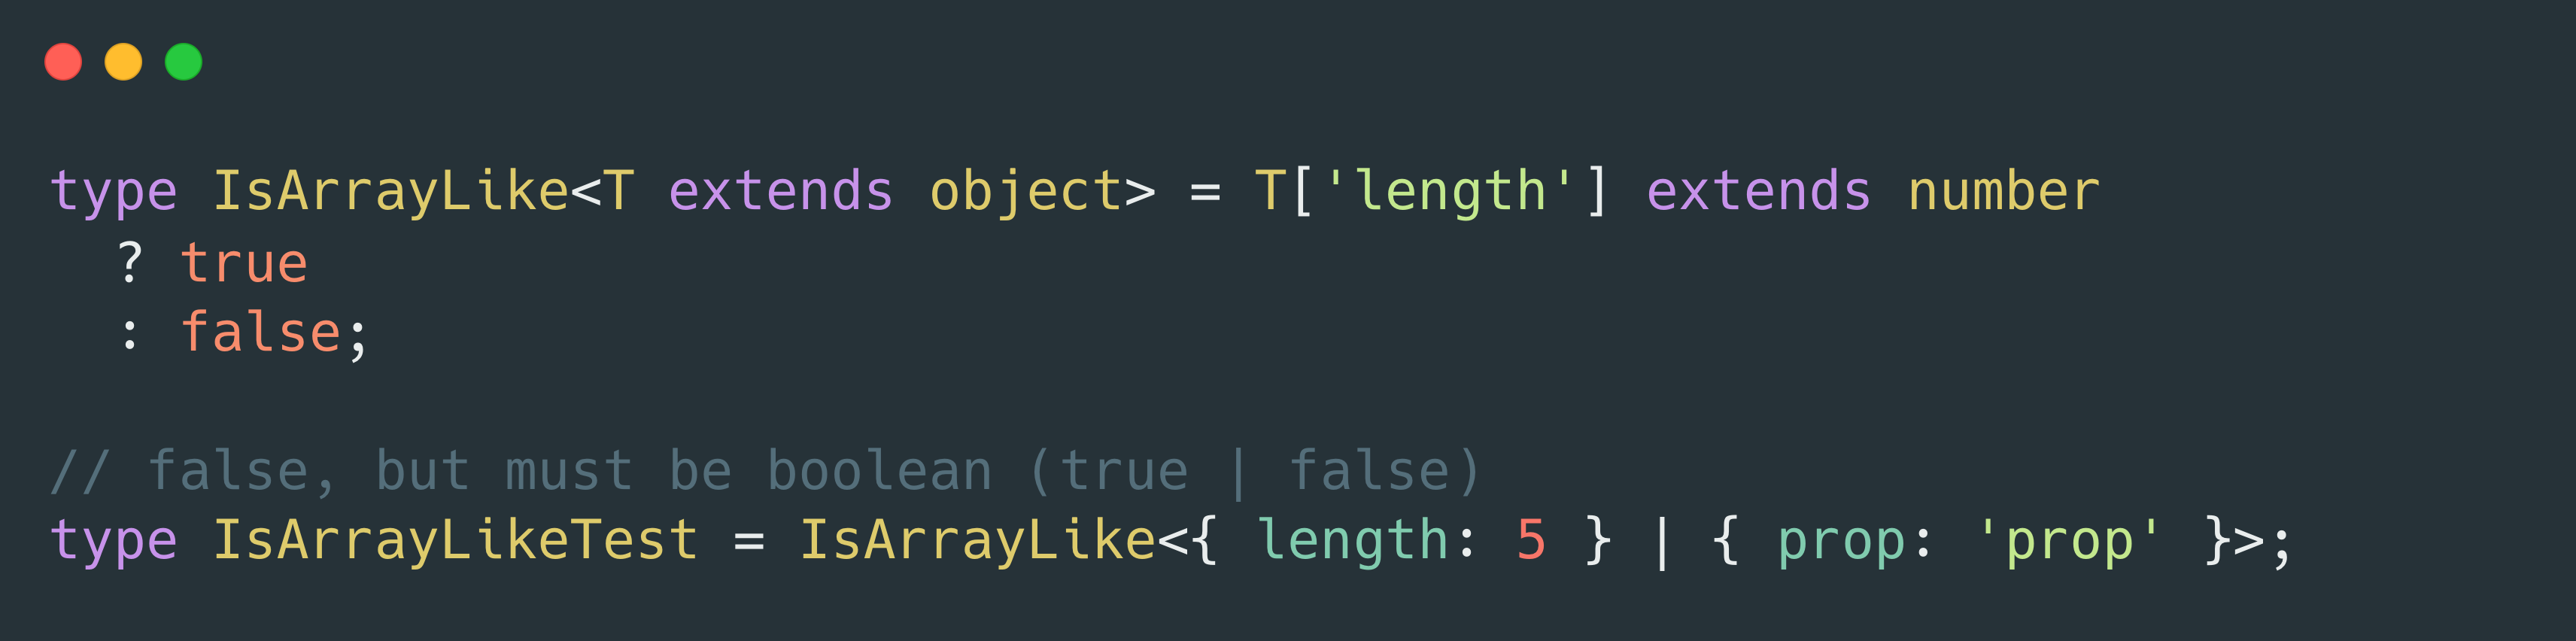 type IsArrayLike<T extends object> = T['length'] extends number
  ? true
  : false;

// false, but must be boolean (true | false)
type IsArrayLikeTest = IsArrayLike<{ length: 5 } | { prop: 'prop' }>;